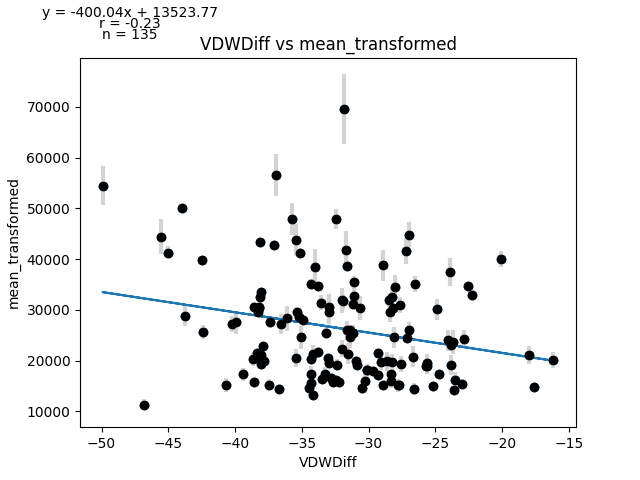 y = -400.04x + 13523.77
r = -0.23
n = 135
VDWDiff vs mean_transformed
70000
60000
50000
40000
30000
20000
10000
mean_transformed
−50
−45
−40
−35
−30
−25
−20
−15
VDWDiff